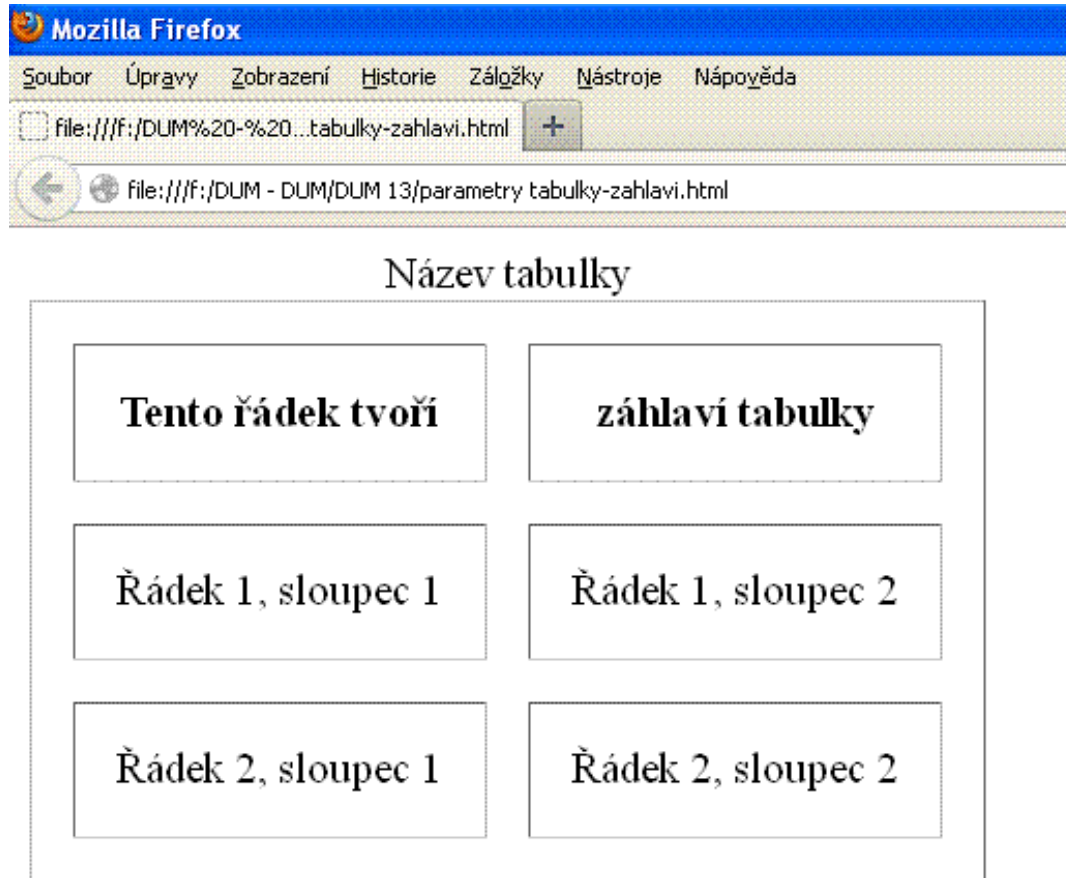 Mozilla Firefox
Soubor Úpravy Zobrazení Historie Záložky Nástroje Nápověda
file:///f:/DUM%20-%20...tabulky-zahlavi.html +
file:///f:/DUM - DUM/DUM 13/parametry tabulky-zahlavi.html
Název tabulky
Tento řádek tvoří záhlaví tabulky
Řádek 1, sloupec 1 Řádek 1, sloupec 2
Řádek 2, sloupec 1 Řádek 2, sloupec 2